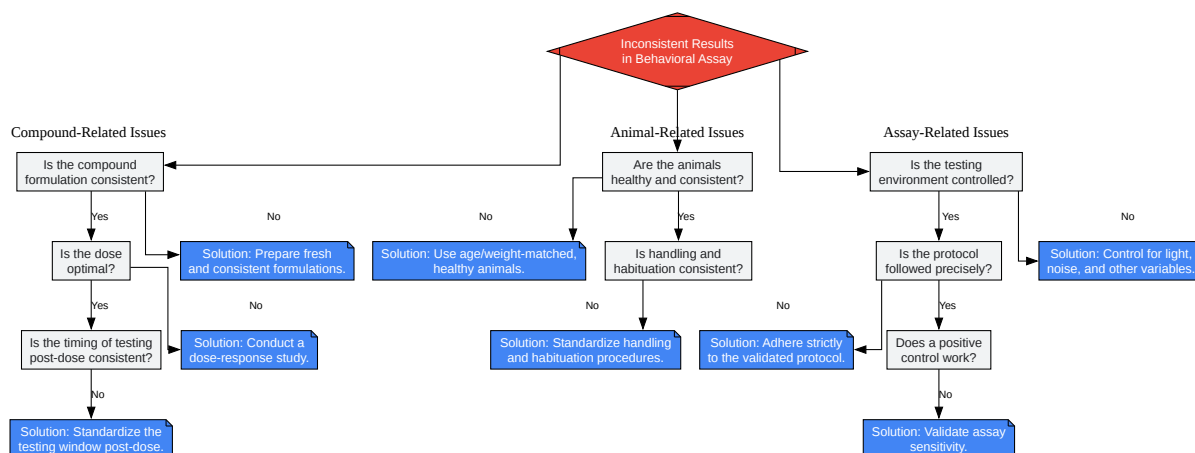 Inconsistent Results
in Behavioral Assay
Compound-Related Issues
Animal-Related Issues
Assay-Related Issues
Is the compound
formulation consistent?
Are the animals
healthy and consistent?
Is the testing
environment controlled?
Yes
No
No
Yes
Yes
No
Is the dose
optimal?
Solution: Prepare fresh
and consistent formulations.
Solution: Use age/weight-matched,
healthy animals.
Is handling and
habituation consistent?
Is the protocol
followed precisely?
Solution: Control for light,
noise, and other variables.
Yes
No
No
No
Yes
Is the timing of testing
post-dose consistent?
Solution: Conduct a
dose-response study.
Solution: Standardize handling
and habituation procedures.
Solution: Adhere strictly
to the validated protocol.
Does a positive
control work?
No
No
Solution: Standardize the
testing window post-dose.
Solution: Validate assay
sensitivity.